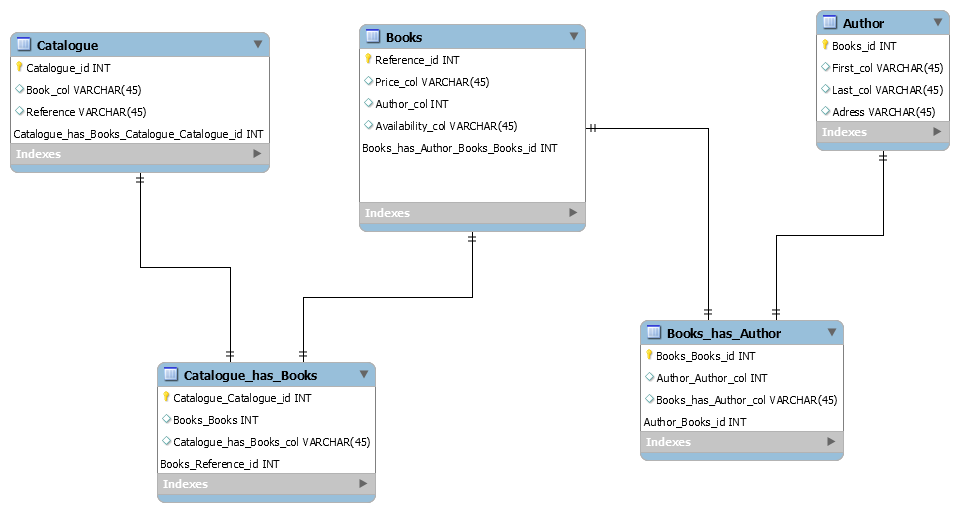 Catalogue
Catalogue_id INT
Book_col VARCHAR(45)
Reference VARCHAR(45)
Catalogue_has_Books_Catalogue_Catalogue_id INT
Indexes
Books
Reference_id INT
Price_col VARCHAR(45)
Author_col INT
Availability_col VARCHAR(45)
Books_has_Author_Books_Books_id INT
Indexes
Author
Books_id INT
First_col VARCHAR(45)
Last_col VARCHAR(45)
Adress VARCHAR(45)
Indexes
Catalogue_has_Books
Catalogue_Catalogue_id INT
Books_Books INT
Catalogue_has_Books_col VARCHAR(45)
Books_Reference_id INT
Indexes
Books_has_Author
Books_Books_id INT
Author_Author_col INT
Books_has_Author_col VARCHAR(45)
Author_Books_id INT
Indexes